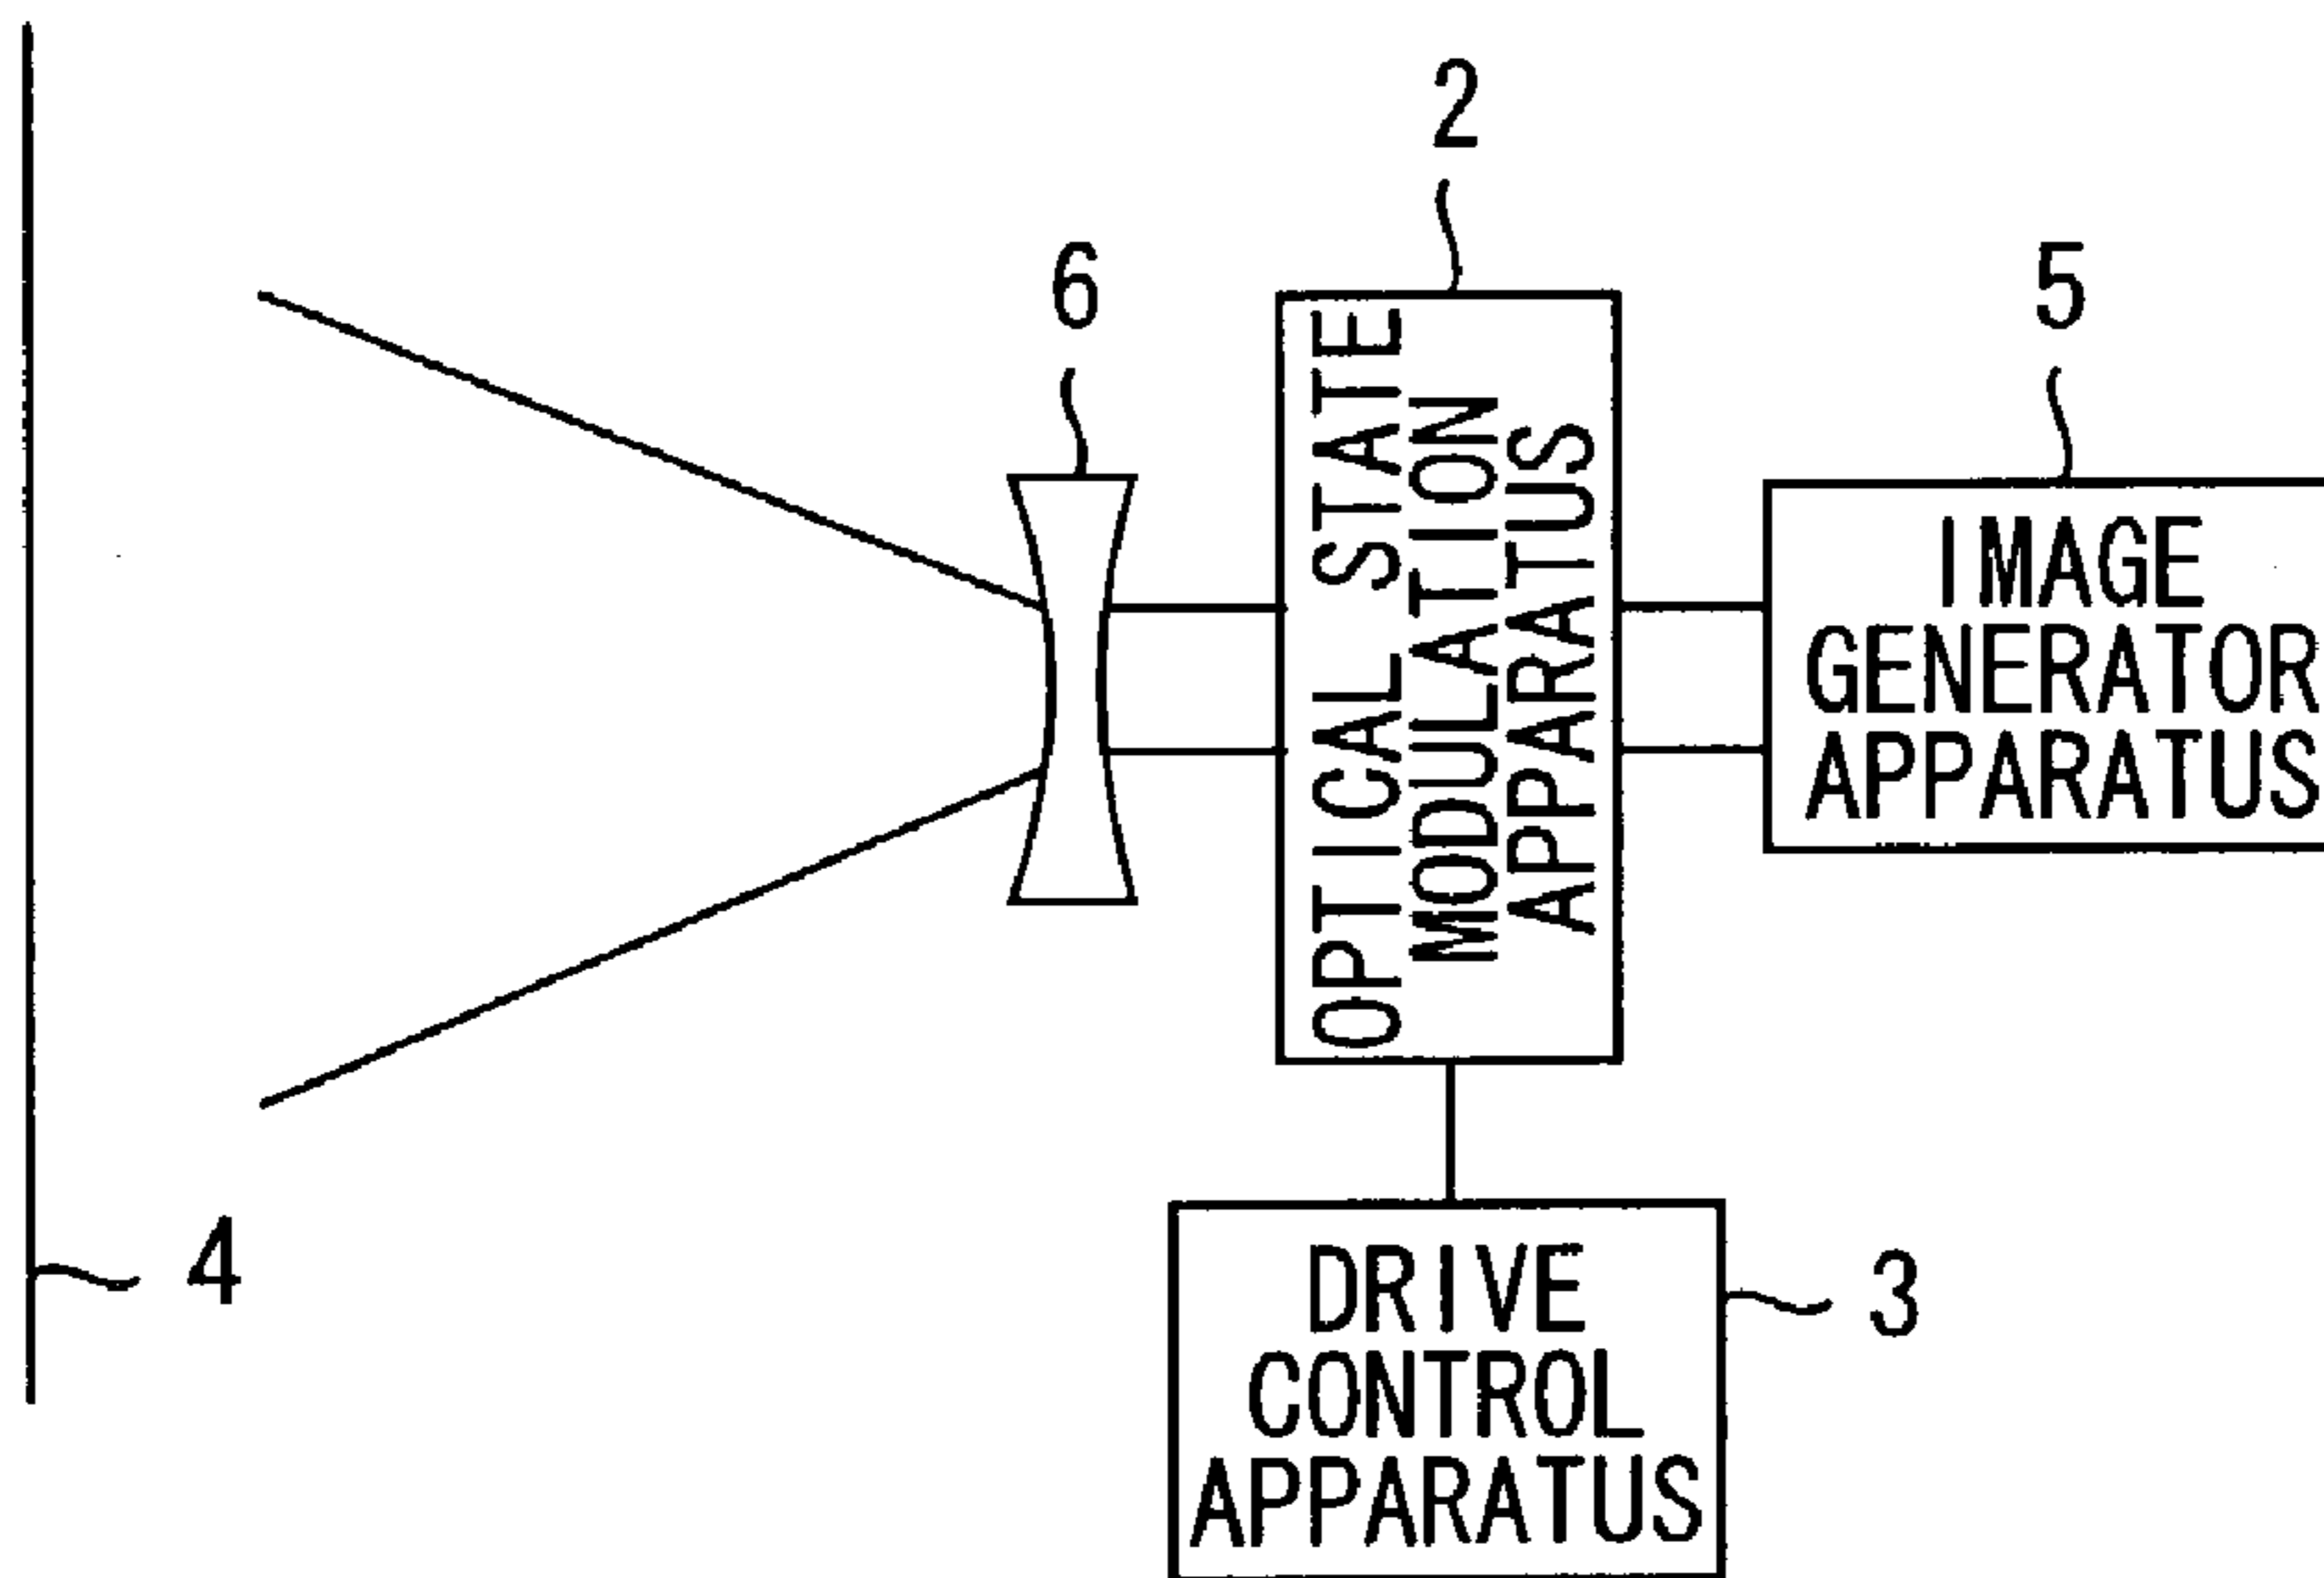 2
6
5
OPTICAL STATE
MODULATION
APPARATUS
IMAGE
GENERATOR
APPARATUS
4
DRIVE
CONTROL
APPARATUS
3